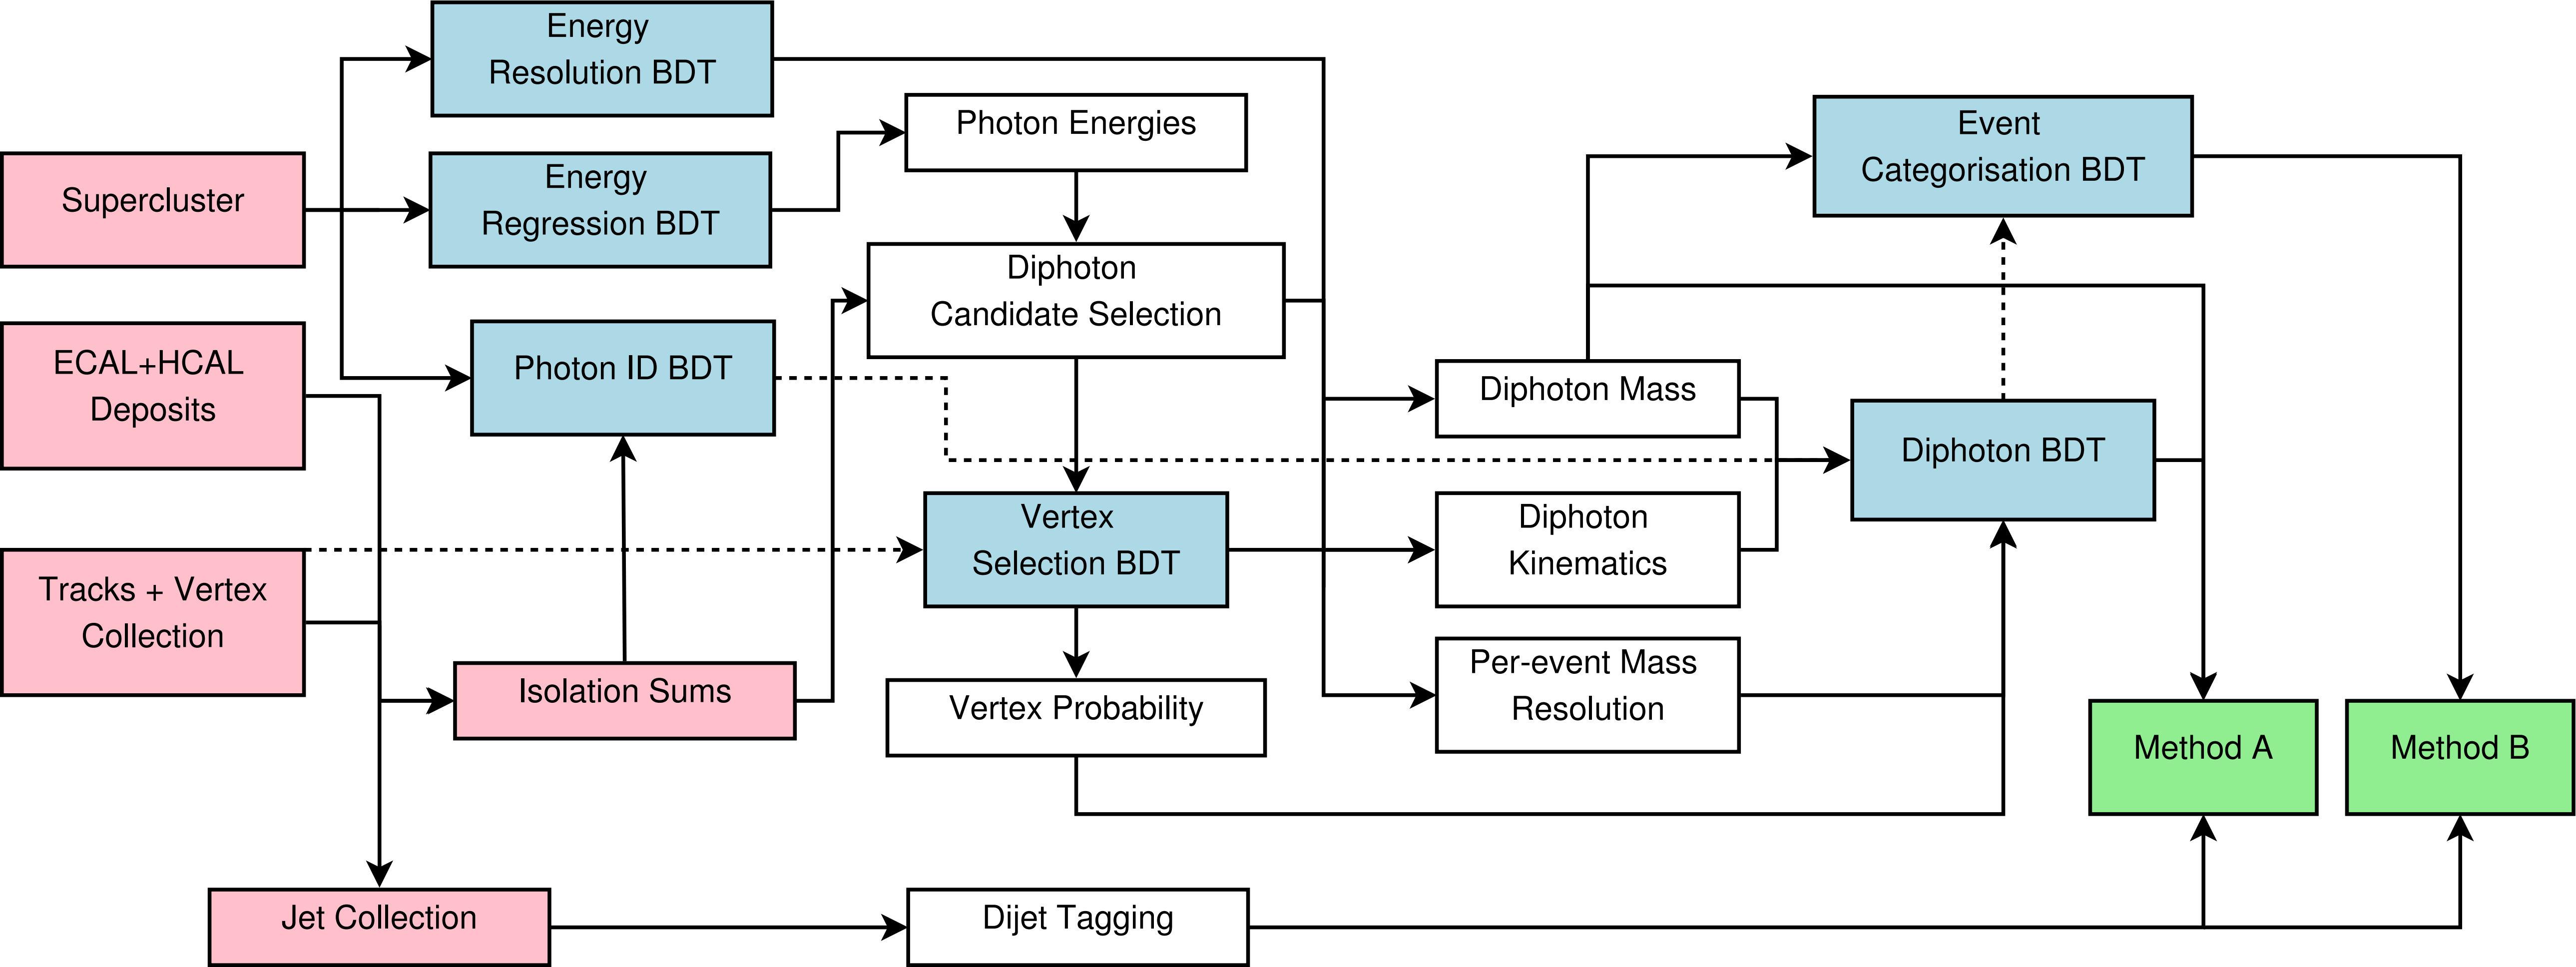 Energy
Resolution BDT
Photon Energies
Event
Categorisation BDT
Supercluster
Energy
Regression BDT
Diphoton
Candidate Selection
ECAL+HCAL
Deposits
Photon ID BDT
Diphoton Mass
Diphoton BDT
Tracks + Vertex
Collection
Vertex
Selection BDT
Diphoton
Kinematics
Isolation Sums
Vertex Probability
Per-event Mass
Resolution
Method A
Method B
Jet Collection
Dijet Tagging